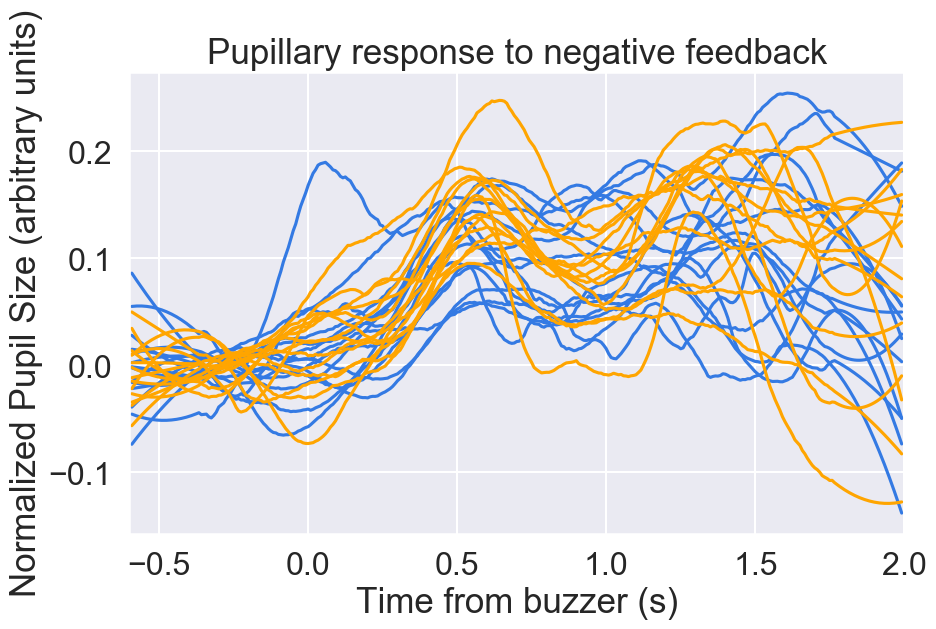 Pupillary response to negative feedback
Normalized Pupil Size (arbitrary units)
0.2
0.1
0.0
−0.1
−0.5 0.0 0.5 1.0 1.5 2.0
Time from buzzer (s)